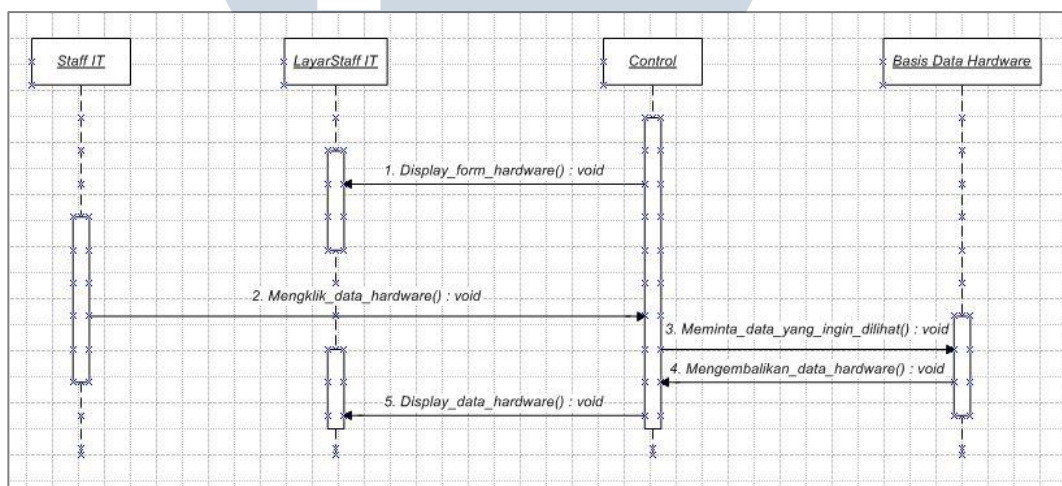 Staff IT
LayarStaff IT
Control
Basis Data Hardware
1. Display_form_hardware() : void
2. Mengklik_data_hardware() : void
3. Meminta_data_yang_ingin_dilihat() : void
4. Mengembalikan_data_hardware() : void
5. Display_data_hardware() : void